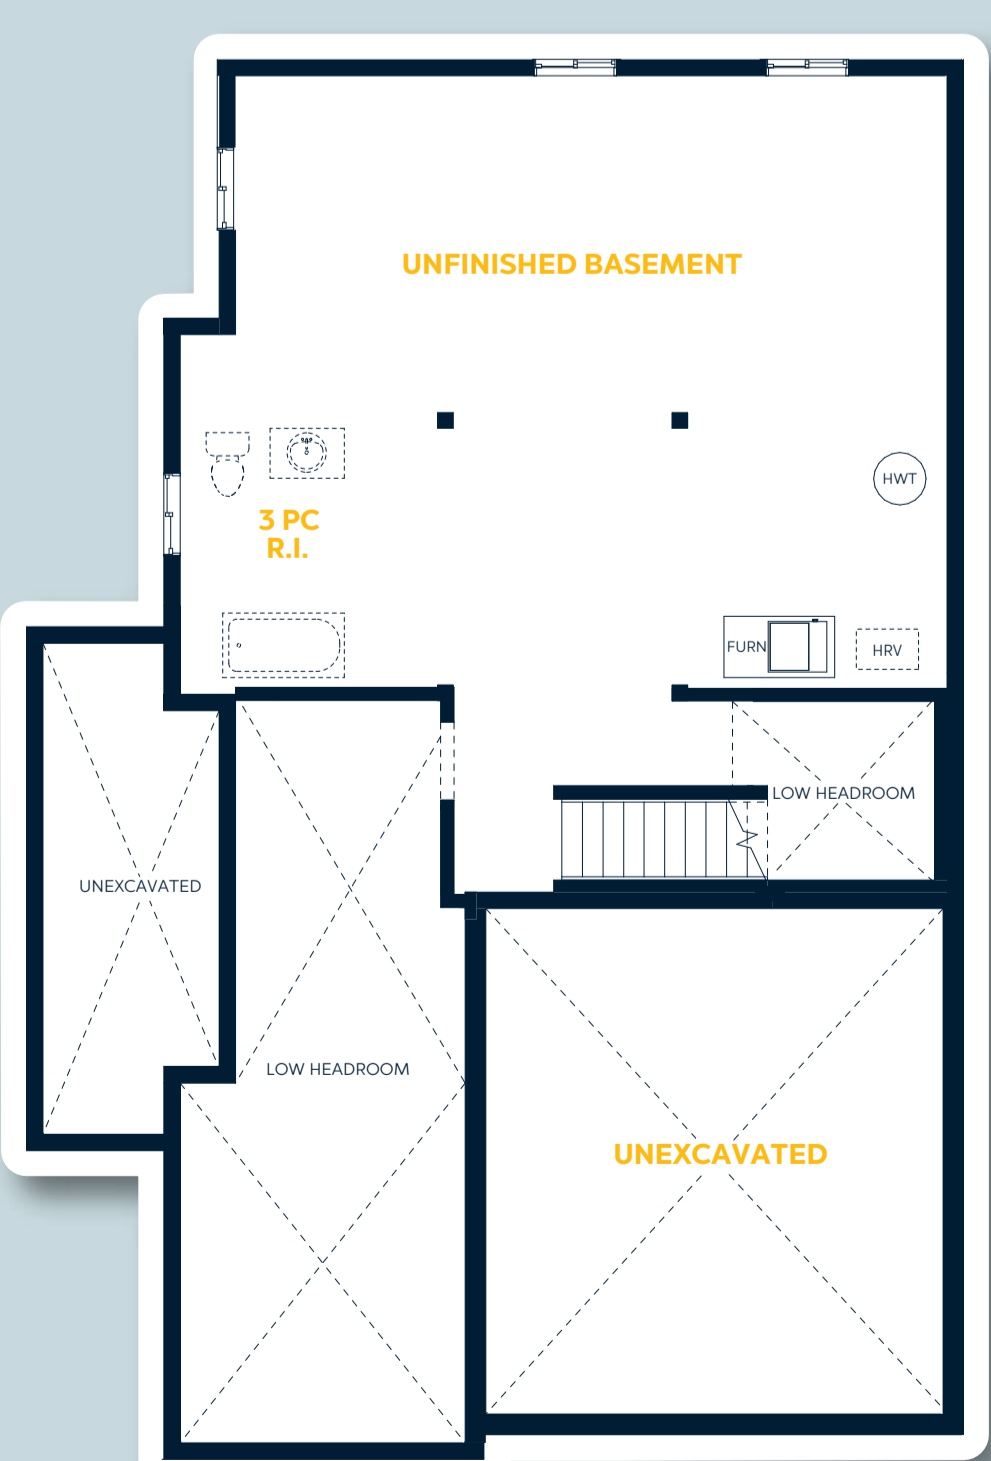 UNFINISHED BASEMENT
HWT
3 PC
R.I.
FURN
HRV
LOW HEADROOM
UNEXCAVATED
LOW HEADROOM
UNEXCAVATED